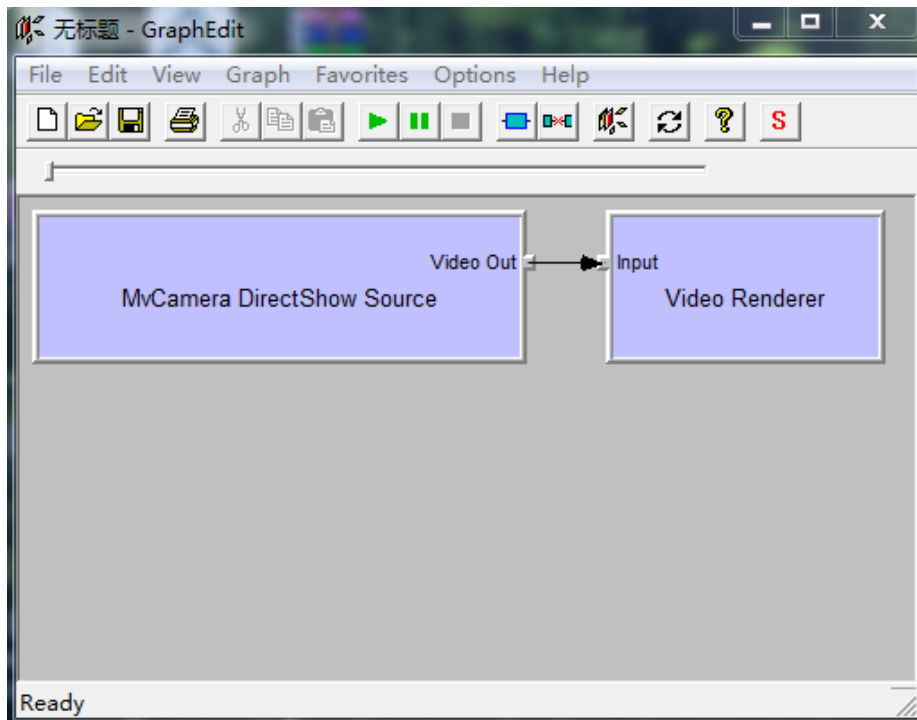 无标题 - GraphEdit
File Edit View Graph Favorites Options Help
S
Video Out
Input
MvCamera DirectShow Source
Video Renderer
Ready